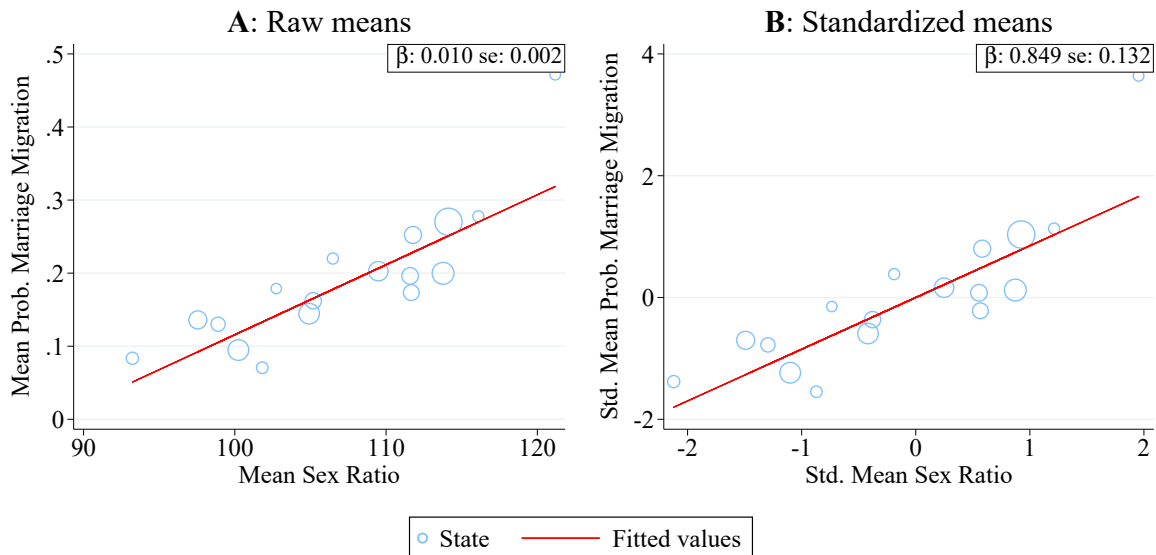 A: Raw means
β: 0.010 se: 0.002
Mean Prob. Marriage Migration
.5
.4
.3
.2
.1
0
90 100 110 120
Mean Sex Ratio
B: Standardized means
β: 0.849 se: 0.132
Std. Mean Prob. Marriage Migration
4
2
0
-2
-2 -1 0 1 2
Std. Mean Sex Ratio
State Fitted values